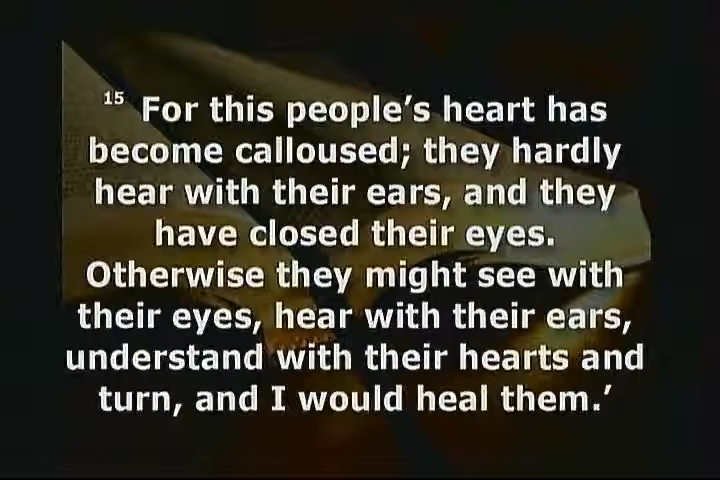 15 For this people’s heart has
become calloused; they hardly
hear with their ears, and they
have closed their eyes.
Otherwise they might see with
their eyes, hear with their ears,
understand with their hearts and
turn, and I would heal them.’